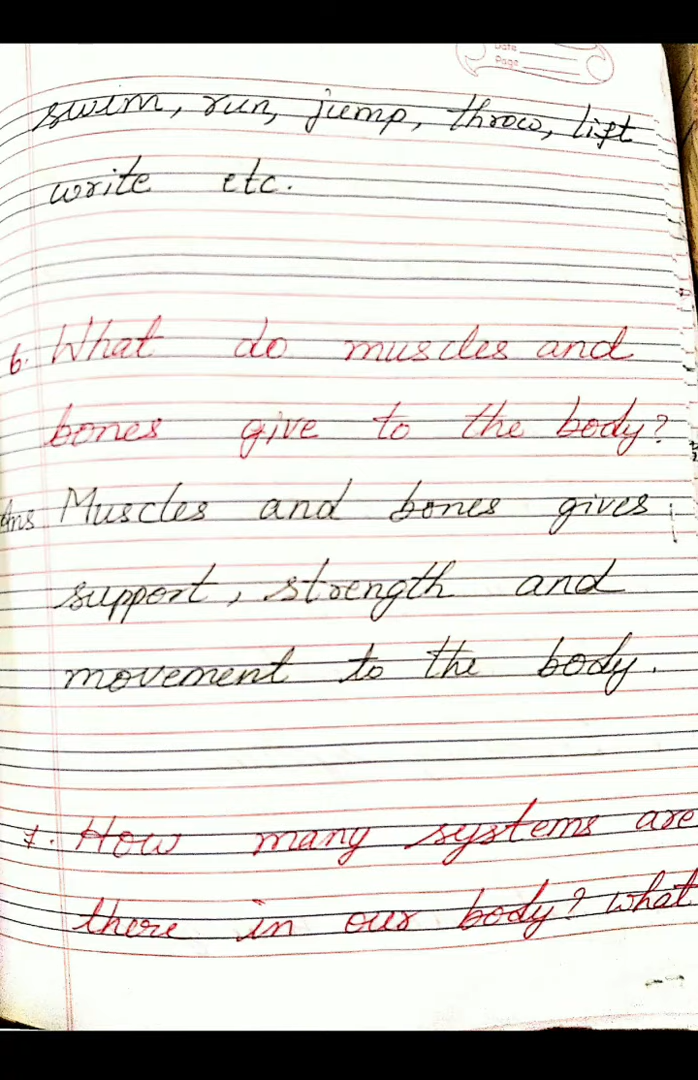 Date
Page
swim, run, jump, throw, lift
write etc.
6. What do muscles and
bones give to the body?
Ans Muscles and bones gives
support, strength and
movement to the body.
7. How many systems are
there in our body? what